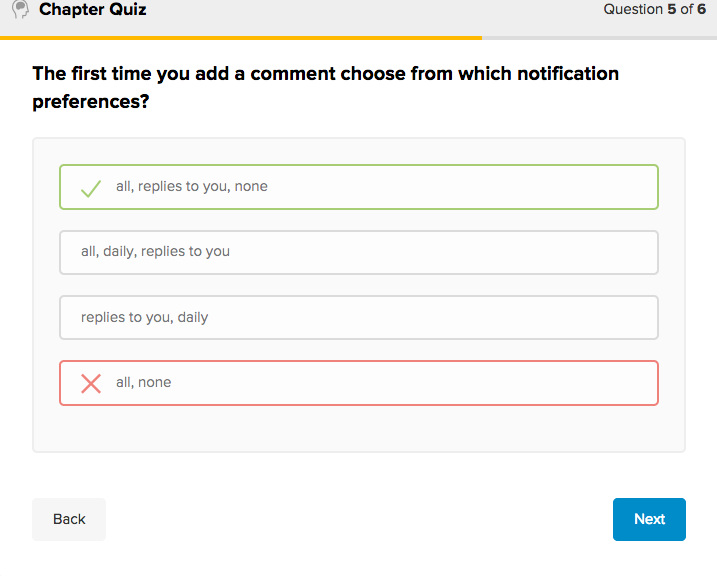 Chapter Quiz
Question 5 of 6
The first time you add a comment choose from which notification
preferences?
all, replies to you, none
all, daily, replies to you
replies to you, daily
all, none
Back
Next